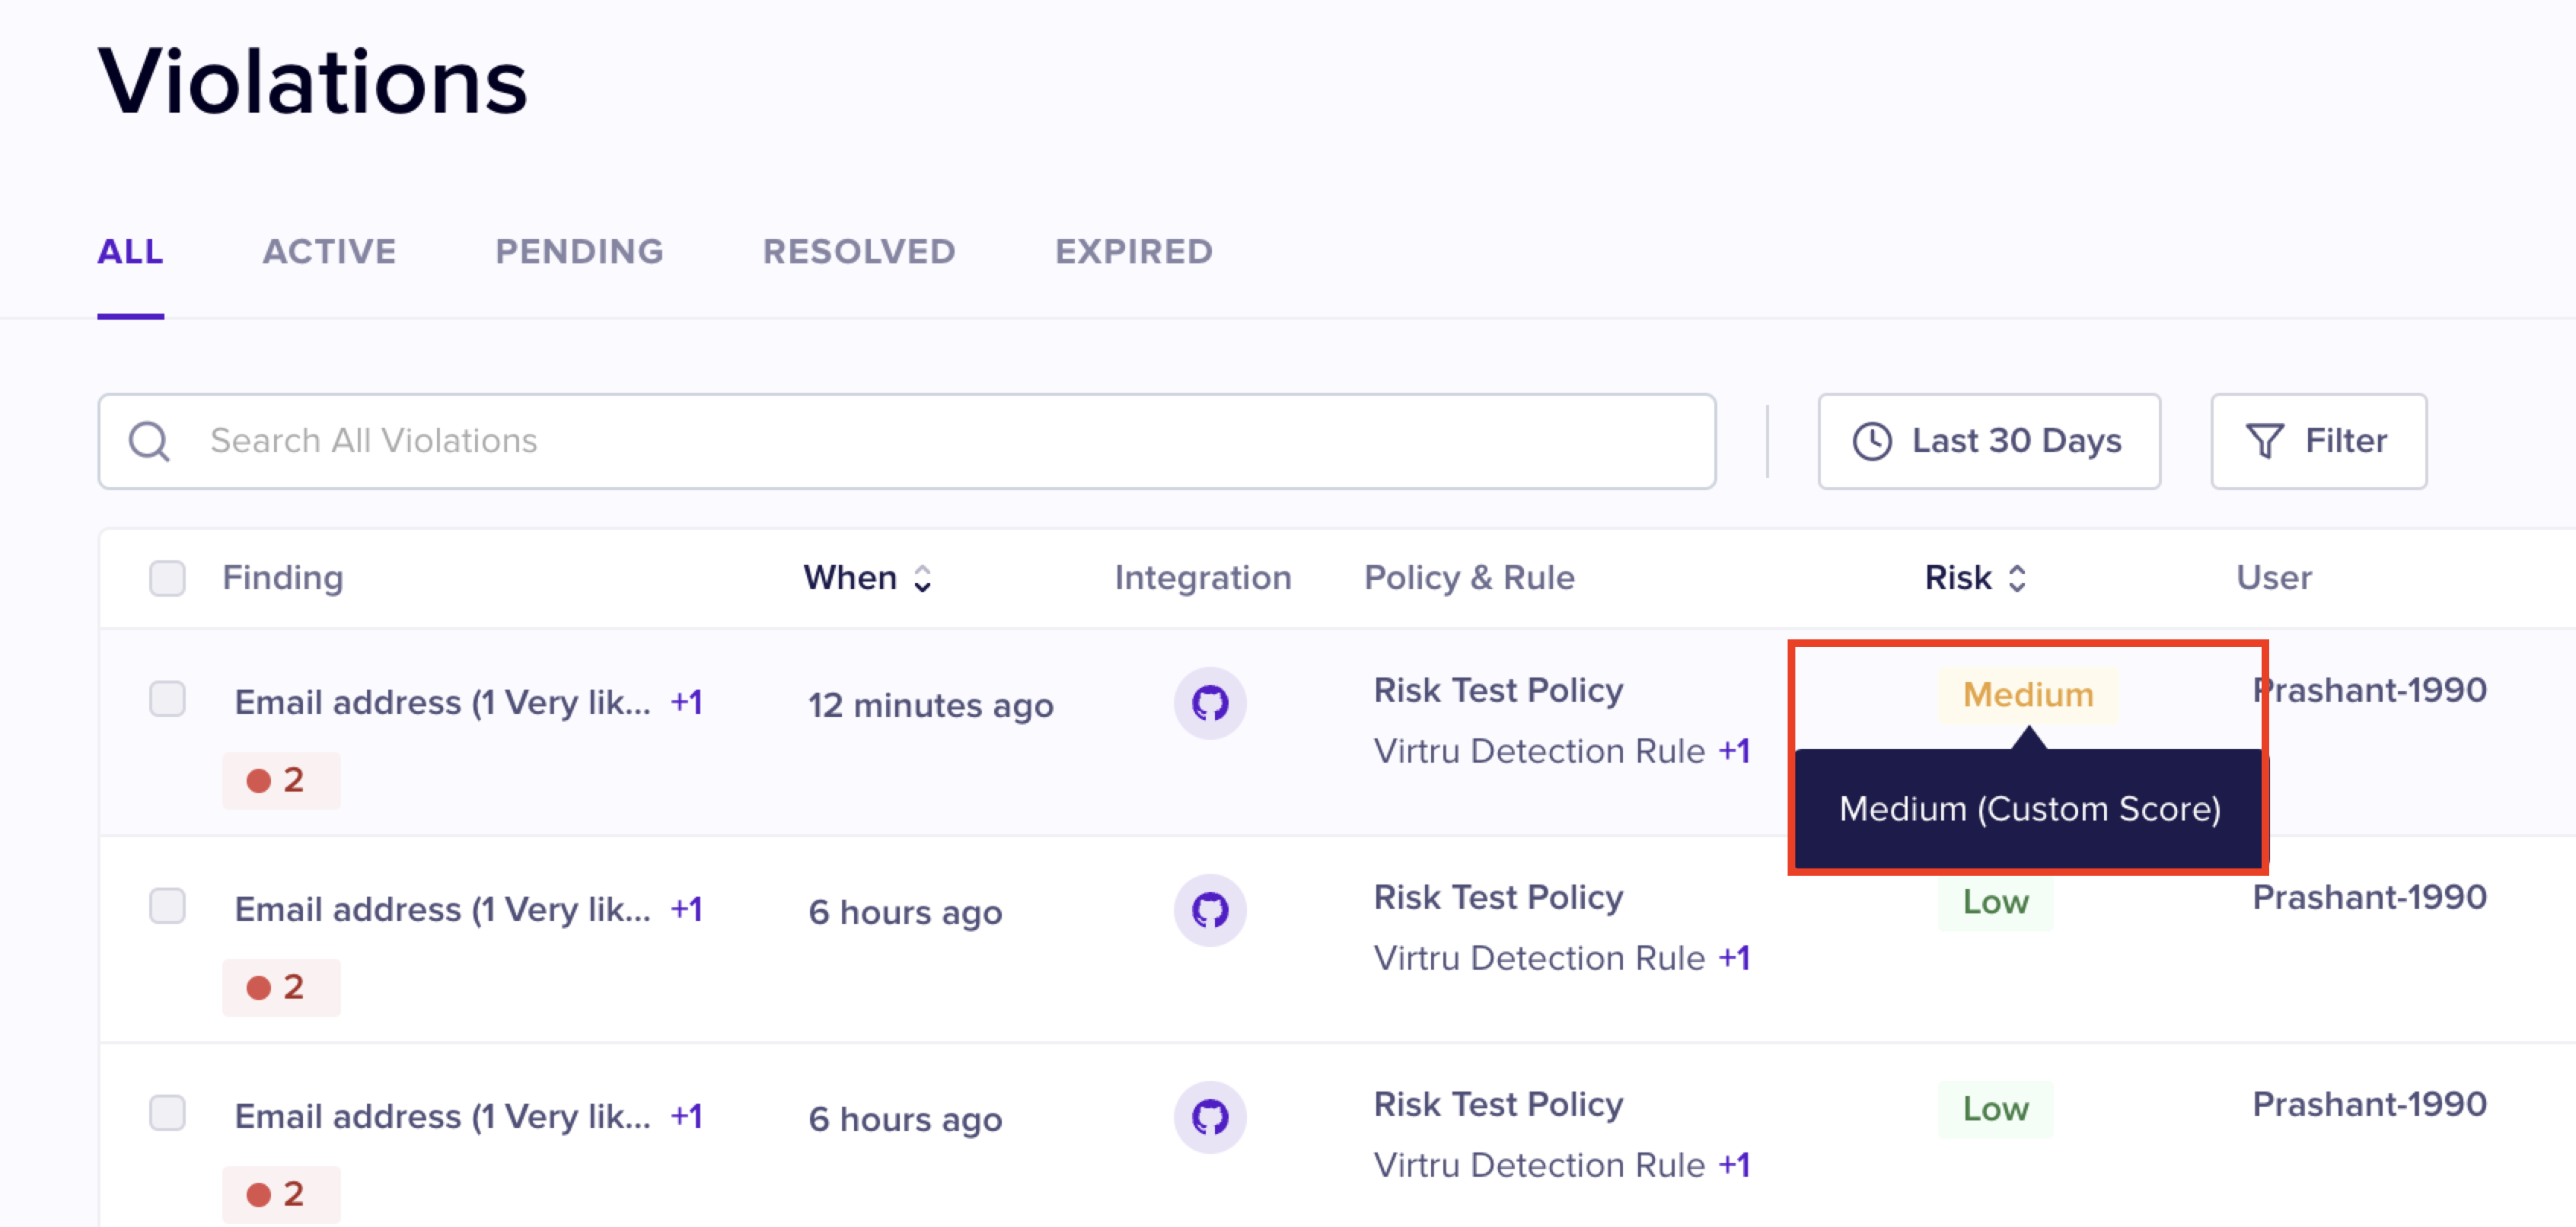 Violations
ALL ACTIVE PENDING RESOLVED EXPIRED
Search All Violations Last 30 Days Filter
Finding When Integration Policy & Rule Risk User
Email address (1 Very lik... +1 12 minutes ago Risk Test Policy Medium Prashant-1990
Virtru Detection Rule +1
2
Medium (Custom Score)
Email address (1 Very lik... +1 6 hours ago Risk Test Policy Low Prashant-1990
Virtru Detection Rule +1
2
Email address (1 Very lik... +1 6 hours ago Risk Test Policy Low Prashant-1990
Virtru Detection Rule +1
2